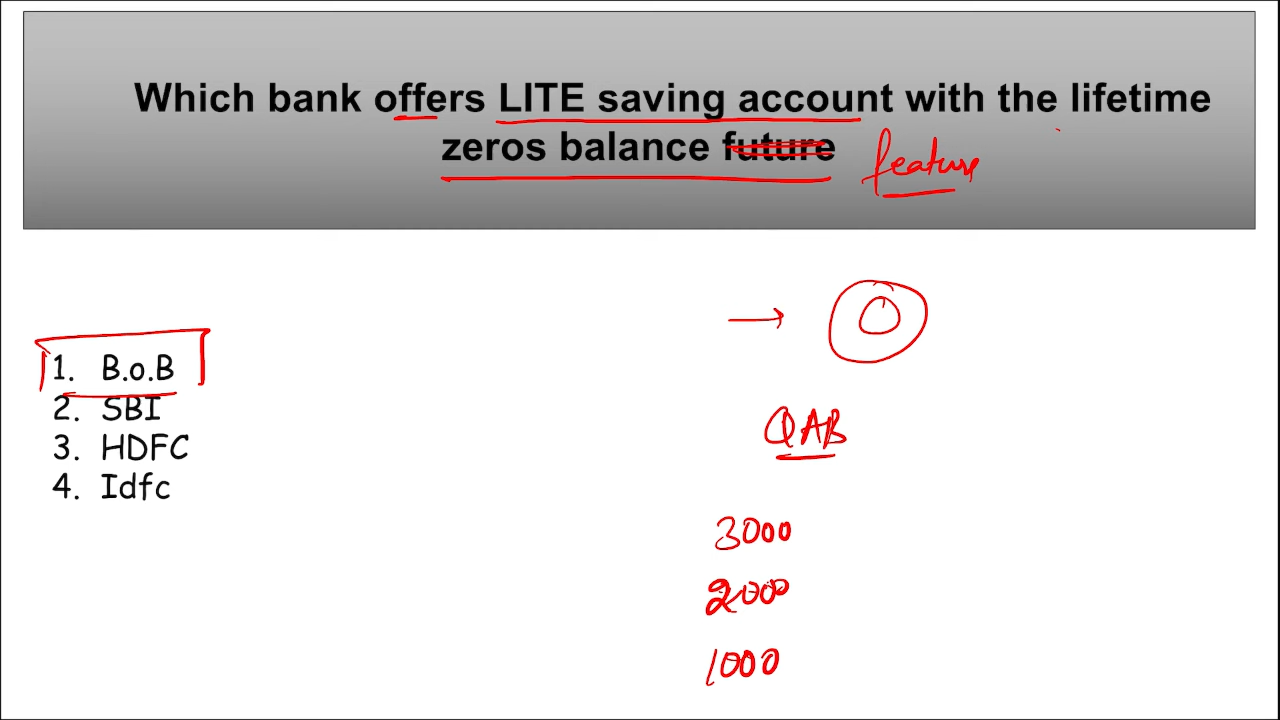 Which bank offers LITE saving account with the lifetime
zeros balance future
feature
1. B.o.B
2. SBI
3. HDFC
4. Idfc
0
QAB
3000
2000
1000